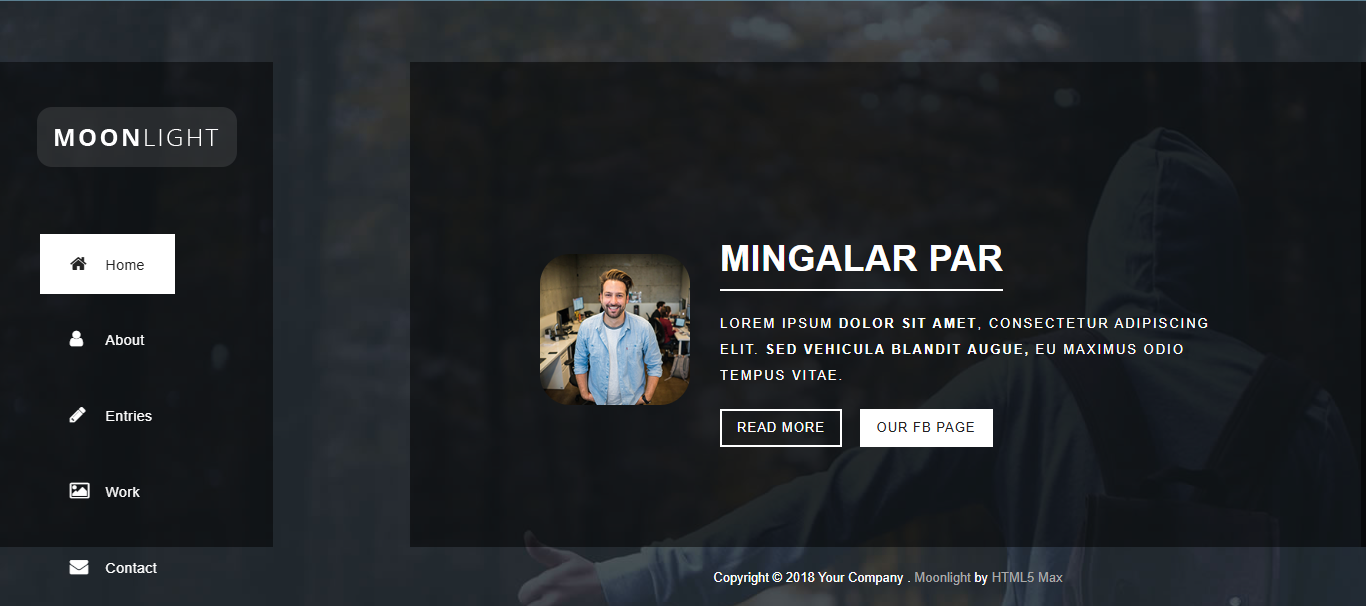 MOONLIGHT
Home
About
Entries
Work
Contact
MINGALAR PAR
LOREM IPSUM DOLOR SIT AMET, CONSECTETUR ADIPISCING
ELIT. SED VEHICULA BLANDIT AUGUE, EU MAXIMUS ODIO
TEMPUS VITAE.
READ MORE
OUR FB PAGE
Copyright © 2018 Your Company . Moonlight by HTML5 Max